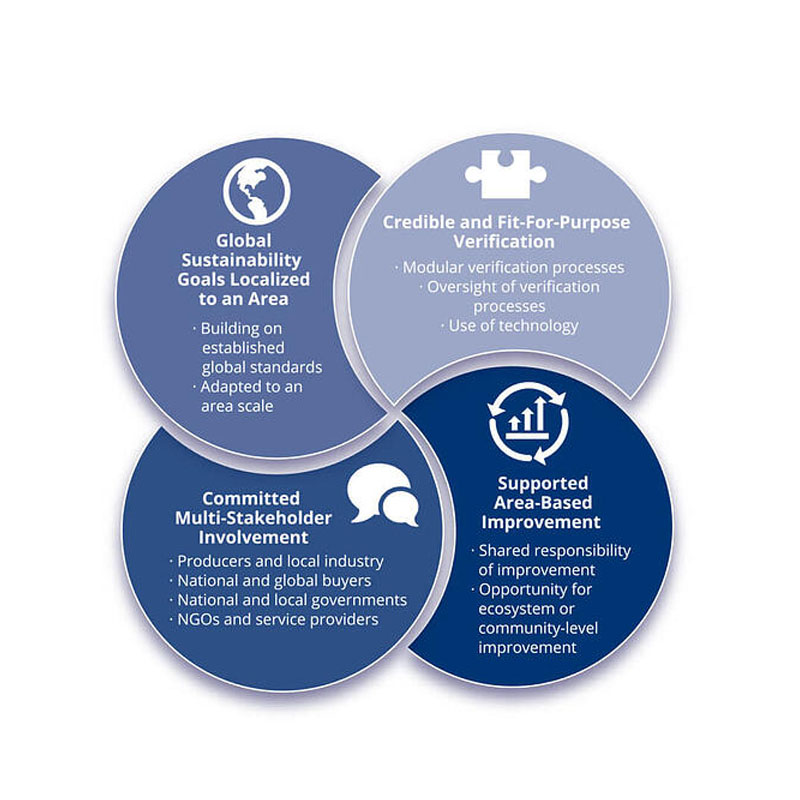 Global
Sustainability
Goals Localized
to an Area
· Building on
established
global standards
· Adapted to an
area scale
Credible and Fit-For-Purpose
Verification
· Modular verification processes
· Oversight of verification
processes
· Use of technology
Committed
Multi-Stakeholder
Involvement
· Producers and local industry
· National and global buyers
· National and local governments
· NGOs and service providers
Supported
Area-Based
Improvement
· Shared responsibility
of improvement
· Opportunity for
ecosystem or
community-level
improvement